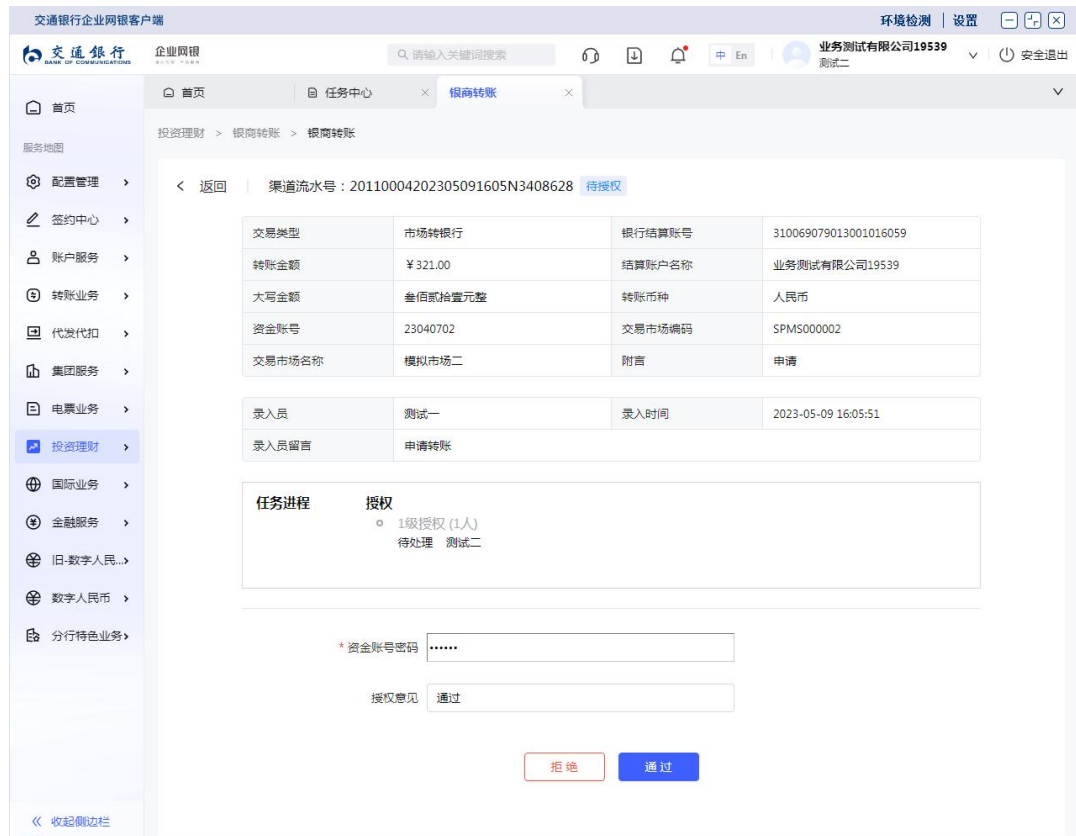 交通银行企业网银客户端 环境检测 设置
交通银行 企业网银 请输入关键词搜索 中 En 业务测试有限公司19539 安全退出
BANK OF COMMUNICATIONS 测试二
首页 任务中心 × 银商转账 ×
首页
投资理财 > 银商转账 > 银商转账
服务地图
配置管理
签约中心
账户服务
转账业务
代发代扣
集团服务
电票业务
投资理财
国际业务
金融服务
旧-数字人民...
数字人民币
分行特色业务
收起侧边栏
返回 渠道流水号:20110004202305091605N3408628 待授权
交易类型 市场转银行 银行结算账号 310069079013001016059
转账金额 ¥321.00 结算账户名称 业务测试有限公司19539
大写金额 叁佰贰拾壹元整 转账币种 人民币
资金账号 23040702 交易市场编码 SPMS000002
交易市场名称 模拟市场二 附言 申请
录入员 测试一 录入时间 2023-05-09 16:05:51
录入员留言 申请转账
任务进程 授权
1级授权 (1人)
待处理 测试二
* 资金账号密码 ••••••
授权意见 通过
拒绝 通过